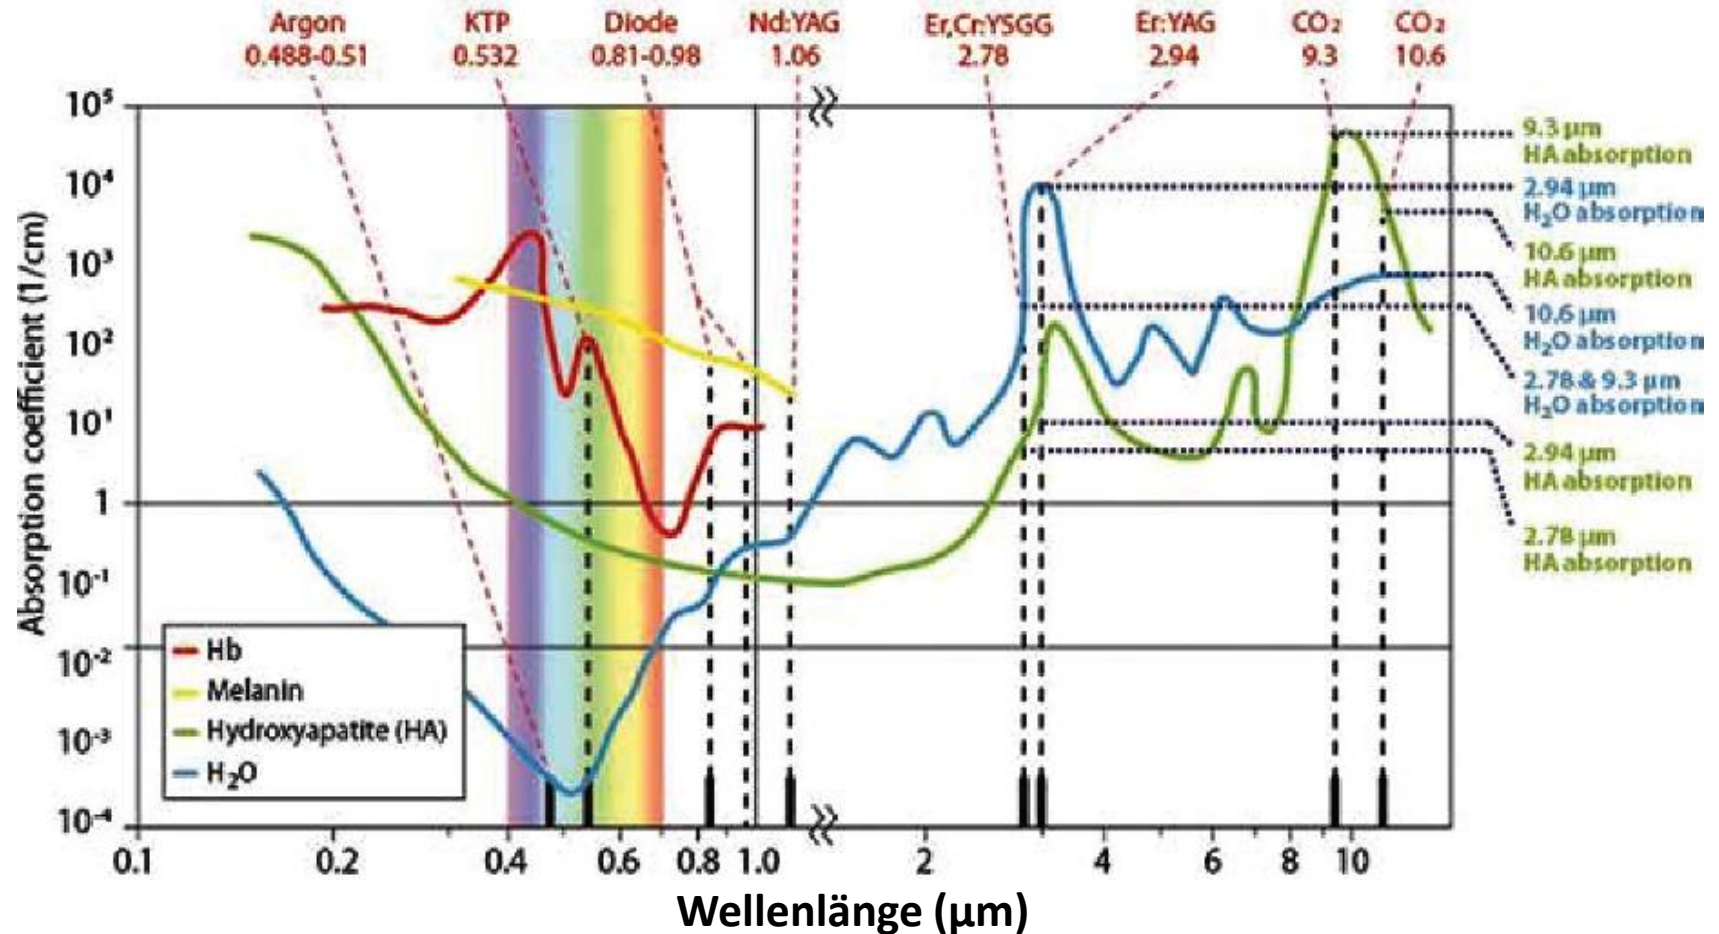 Argon
0.488-0.51
KTP
0.532
Diode
0.81-0.98
Nd:YAG
1.06
Er,Cr:YSGG
2.78
Er:YAG
2.94
CO₂
9.3
CO₂
10.6
Absorption coefficient (1/cm)
10⁵
10⁴
10³
10²
10¹
1
10⁻¹
10⁻²
10⁻³
10⁻⁴
Hb
Melanin
Hydroxyapatite (HA)
H₂O
9.3 µm
HA absorption
2.94 µm
H₂O absorption
10.6 µm
HA absorption
10.6 µm
H₂O absorption
2.78 & 9.3 µm
H₂O absorption
2.94 µm
HA absorption
2.78 µm
HA absorption
0.1 0.2 0.4 0.6 0.8 1.0 2 4 6 8 10
Wellenlänge (µm)